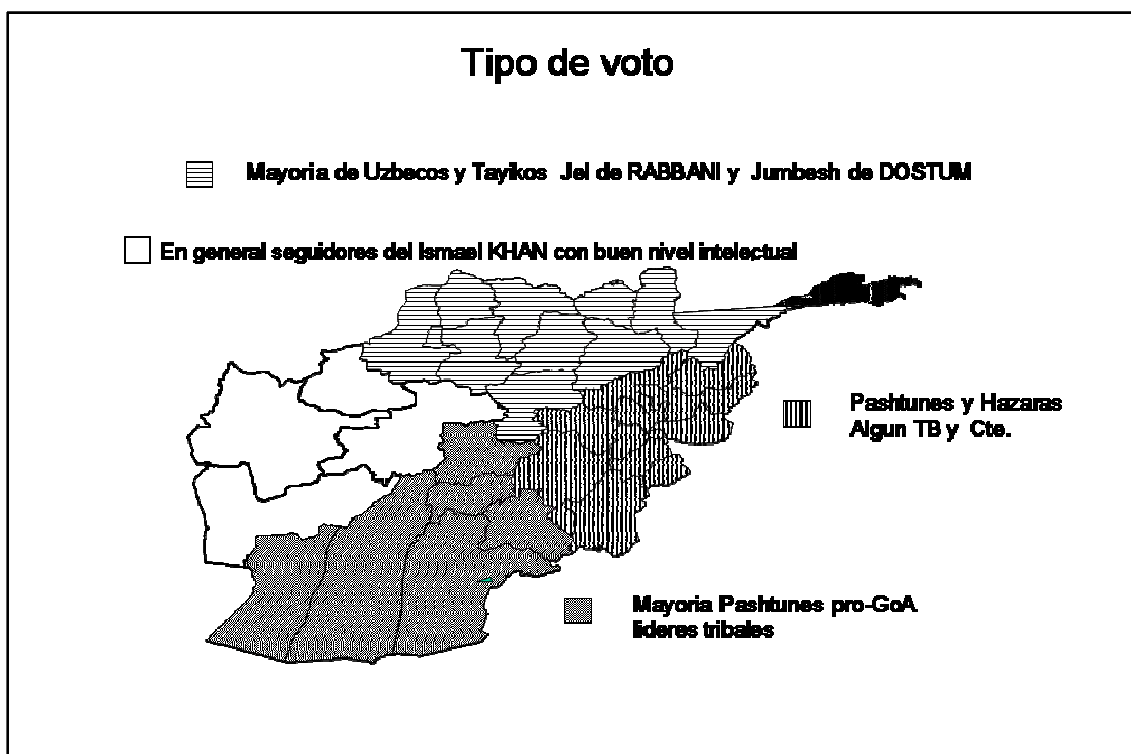 Tipo de voto
Mayoria de Uzbecos y Tayikos Jel de RABBANI y Jumbesh de DOSTUM
En general seguidores del Ismael KHAN con buen nivel intelectual
Pashtunes y Hazaras
Algun TB y Cte.
Mayoria Pashtunes pro-GoA.
lideres tribales